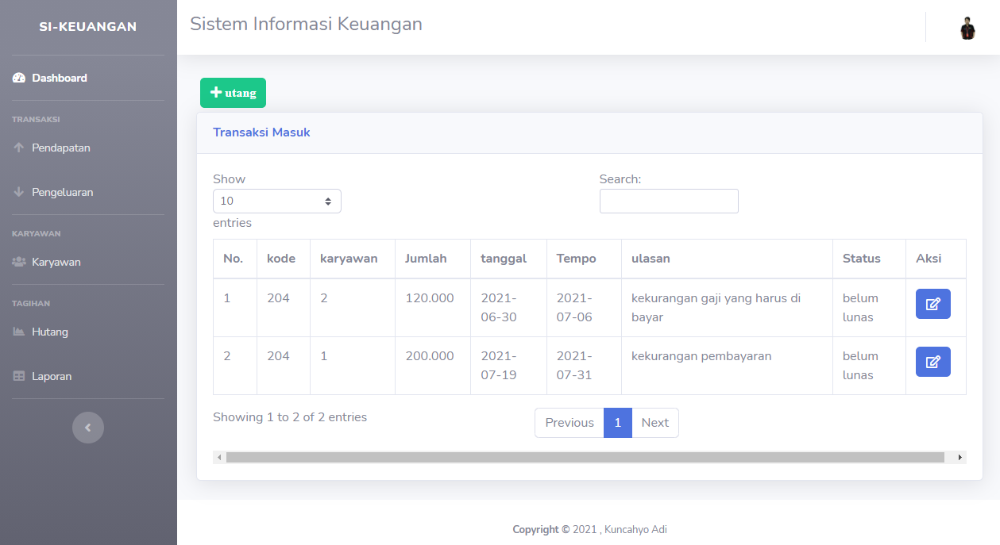 SI-KEUANGAN
Dashboard
TRANSAKSI
Pendapatan
Pengeluaran
KARYAWAN
Karyawan
TAGIHAN
Hutang
Laporan
Sistem Informasi Keuangan
utang
Transaksi Masuk
Show
10
entries
Search:
No. kode karyawan Jumlah tanggal Tempo ulasan Status Aksi
1 204 2 120.000 2021-06-30 2021-07-06 kekurangan gaji yang harus di bayar belum lunas
2 204 1 200.000 2021-07-19 2021-07-31 kekurangan pembayaran belum lunas
Showing 1 to 2 of 2 entries
Previous 1 Next
Copyright © 2021 , Kuncahyo Adi